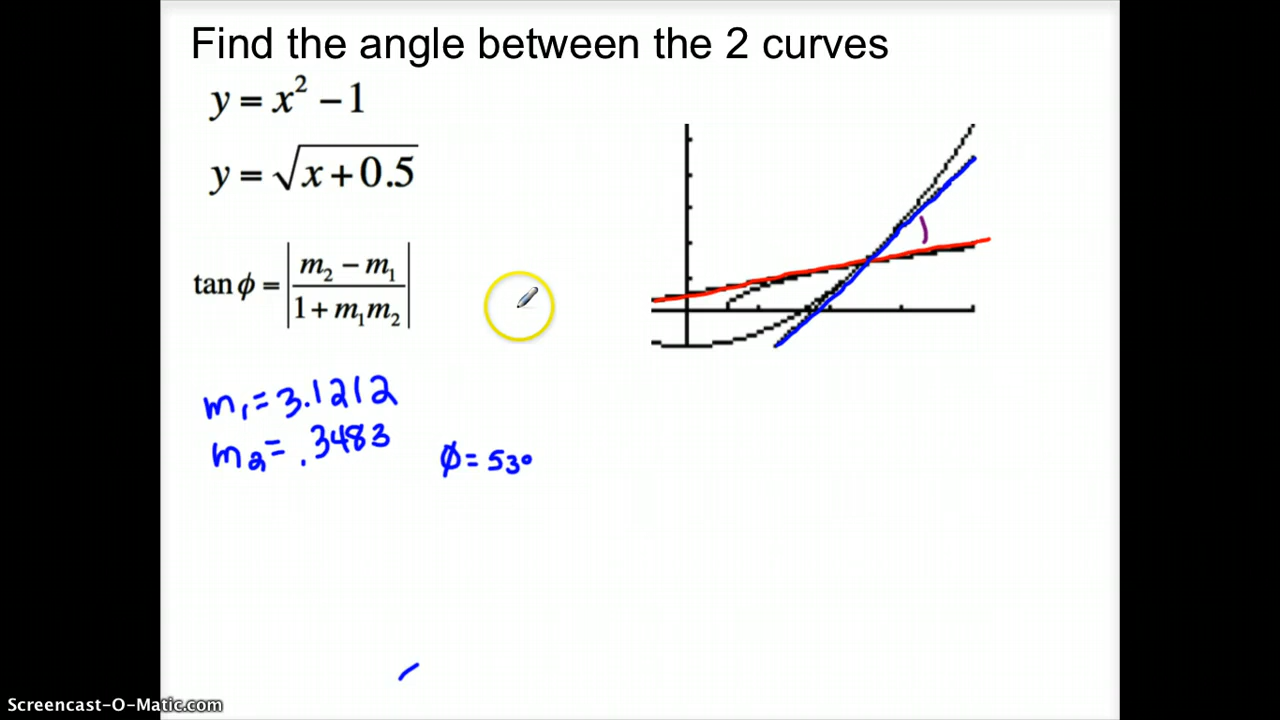 Find the angle between the 2 curves
y = x² − 1
y = √(x + 0.5)
tan ϕ = |(m₂ − m₁)/(1 + m₁m₂)|
m₁ = 3.1212
m₂ = .3483
ϕ = 53°
Screencast-O-Matic.com